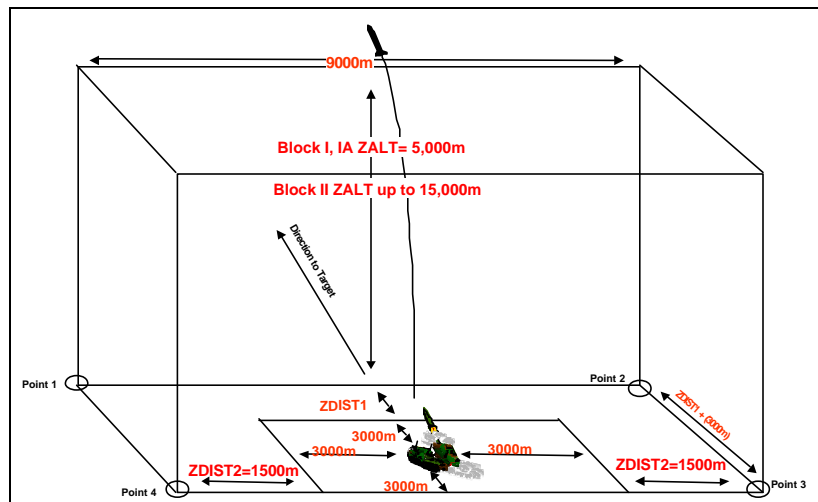 9000m
Block I, IA ZALT= 5,000m
Block II ZALT up to 15,000m
Direction to Target
Point 1
Point 2
ZDIST1
ZDIST1 + (3000m)
3000m
3000m
3000m
ZDIST2=1500m
ZDIST2=1500m
Point 4
3000m
Point 3